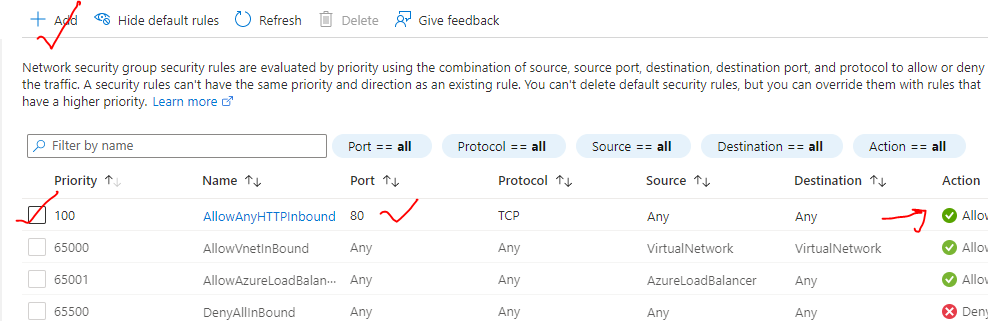 Add Hide default rules Refresh Delete Give feedback
Network security group security rules are evaluated by priority using the combination of source, source port, destination, destination port, and protocol to allow or deny
the traffic. A security rules can't have the same priority and direction as an existing rule. You can't delete default security rules, but you can override them with rules that
have a higher priority. Learn more
Filter by name Port == all Protocol == all Source == all Destination == all Action == all
Priority Name Port Protocol Source Destination Action
100 AllowAnyHTTPInbound 80 TCP Any Any Allow
65000 AllowVnetInBound Any Any VirtualNetwork VirtualNetwork Allow
65001 AllowAzureLoadBalan... Any Any AzureLoadBalancer Any Allow
65500 DenyAllInBound Any Any Any Any Deny